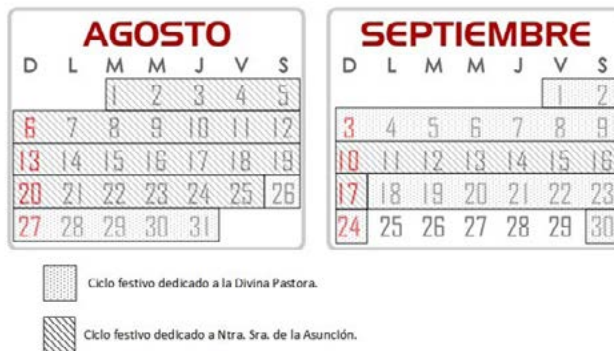 AGOSTO
D L M M J V S
1 2 3 4 5
6 7 8 9 10 11 12
13 14 15 16 17 18 19
20 21 22 23 24 25 26
27 28 29 30 31
SEPTIEMBRE
D L M M J V S
1 2
3 4 5 6 7 8 9
10 11 12 13 14 15 16
17 18 19 20 21 22 23
24 25 26 27 28 29 30
Ciclo festivo dedicado a la Divina Pastora.
Ciclo festivo dedicado a Ntra. Sra. de la Asunción.